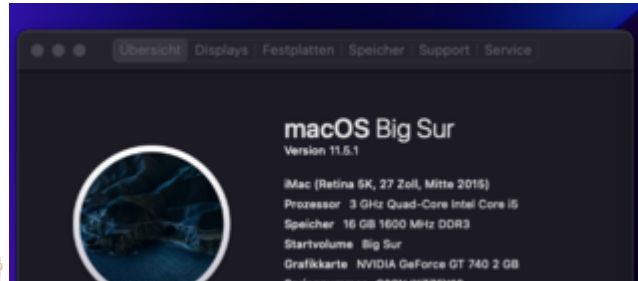 Übersicht Displays Festplatten Speicher Support Service
macOS Big Sur
Version 11.5.1
iMac (Retina 5K, 27 Zoll, Mitte 2015)
Prozessor 3 GHz Quad-Core Intel Core i5
Speicher 16 GB 1600 MHz DDR3
Startvolume Big Sur
Grafikkarte NVIDIA GeForce GT 740 2 GB